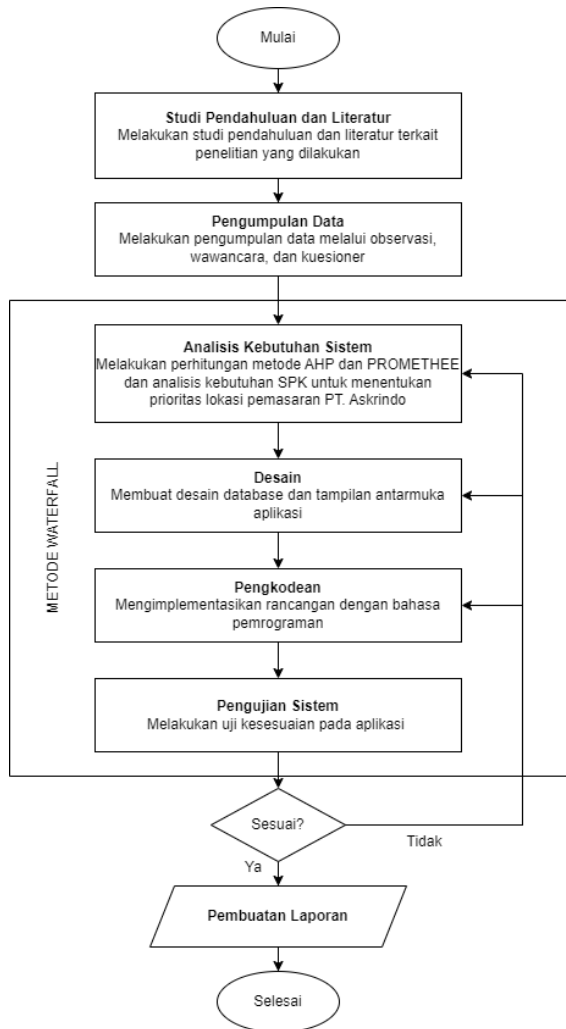 Mulai
Studi Pendahuluan dan Literatur
Melakukan studi pendahuluan dan literatur terkait
penelitian yang dilakukan
Pengumpulan Data
Melakukan pengumpulan data melalui observasi,
wawancara, dan kuesioner
METODE WATERFALL
Analisis Kebutuhan Sistem
Melakukan perhitungan metode AHP dan PROMETHEE
dan analisis kebutuhan SPK untuk menentukan
prioritas lokasi pemasaran PT. Askrindo
Desain
Membuat desain database dan tampilan antarmuka
aplikasi
Pengkodean
Mengimplementasikan rancangan dengan bahasa
pemrograman
Pengujian Sistem
Melakukan uji kesesuaian pada aplikasi
Sesuai?
Tidak
Ya
Pembuatan Laporan
Selesai